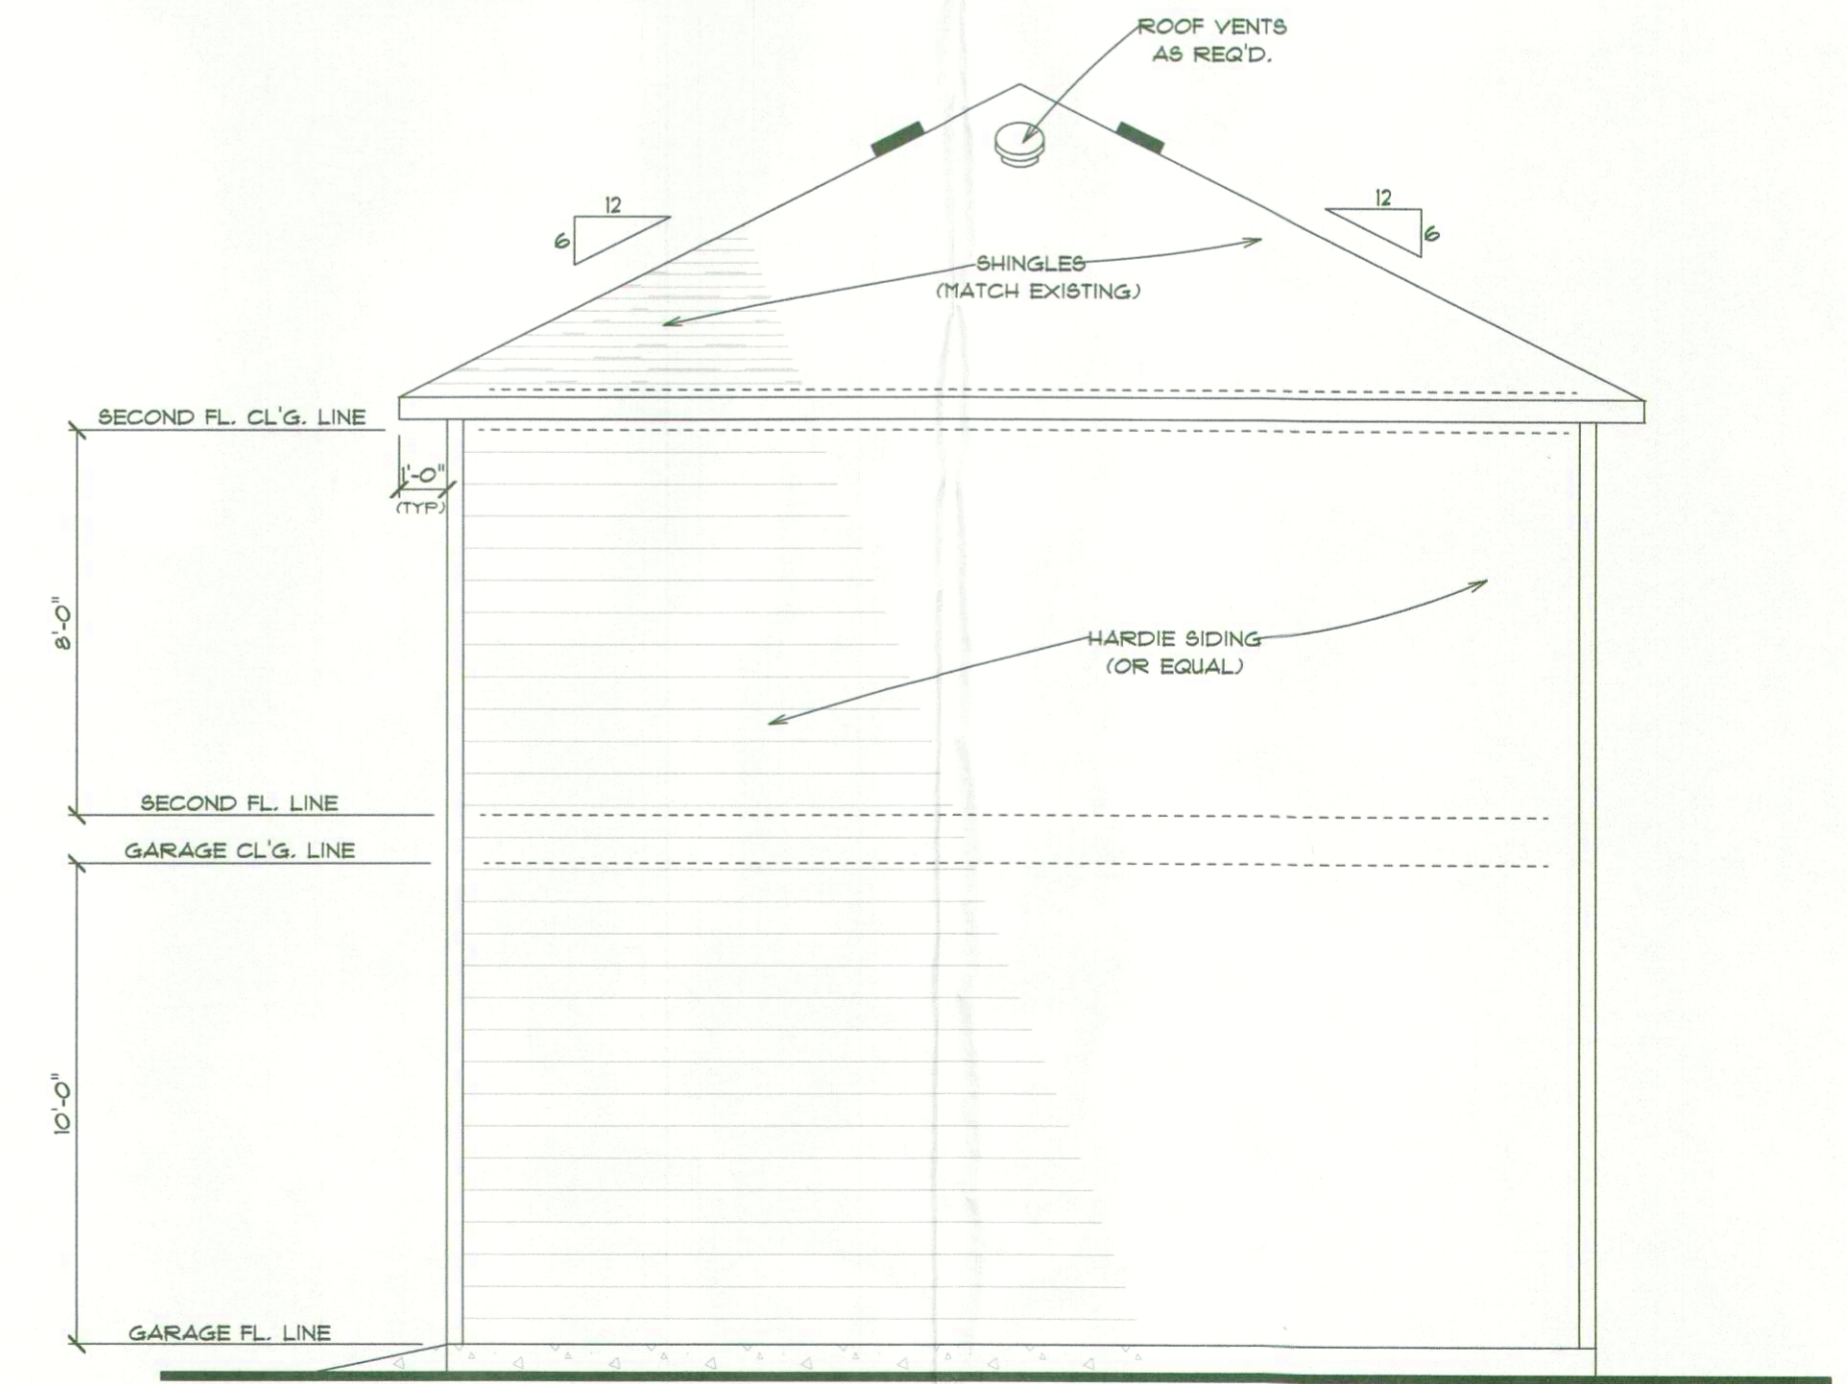 ROOF VENTS
AS REQ'D.
12
6
12
6
SHINGLES
(MATCH EXISTING)
SECOND FL. CL'G. LINE
1'-0"
(TYP)
8'-0"
HARDIE SIDING
(OR EQUAL)
SECOND FL. LINE
GARAGE CL'G. LINE
10'-0"
GARAGE FL. LINE